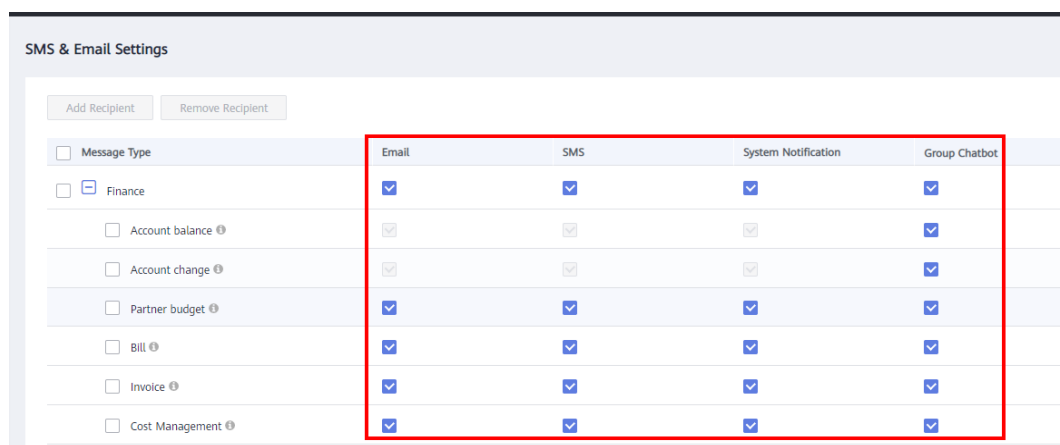 SMS & Email Settings
Add Recipient Remove Recipient
Message Type Email SMS System Notification Group Chatbot
Finance
Account balance
Account change
Partner budget
Bill
Invoice
Cost Management